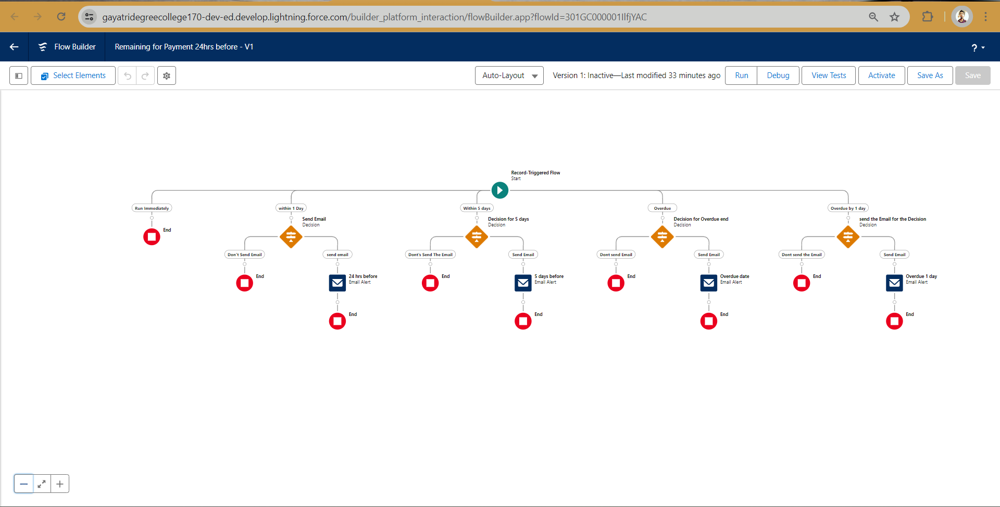 gayatridegreecollege170-dev-ed.develop.lightning.force.com/builder_platform_interaction/flowBuilder.app?flowId=301GC000001IlfjYAC
Flow Builder Remaining for Payment 24hrs before - V1 ?
Select Elements Auto-Layout Version 1: Inactive—Last modified 33 minutes ago Run Debug View Tests Activate Save As Save
Record-Triggered Flow
Start
Run Immediately within 1 Day Within 5 days Overdue Overdue by 1 day
Send Email Decision for 5 days Decision for Overdue end send the Email for the Decision
Decision Decision Decision Decision
End
Don't Send Email send email Dont's Send The Email Send Email Dont send Email Send Email Dont send the Email Send Email
End 24 hrs before End 5 days before End Overdue date End Overdue 1 day
Email Alert Email Alert Email Alert Email Alert
End End End End